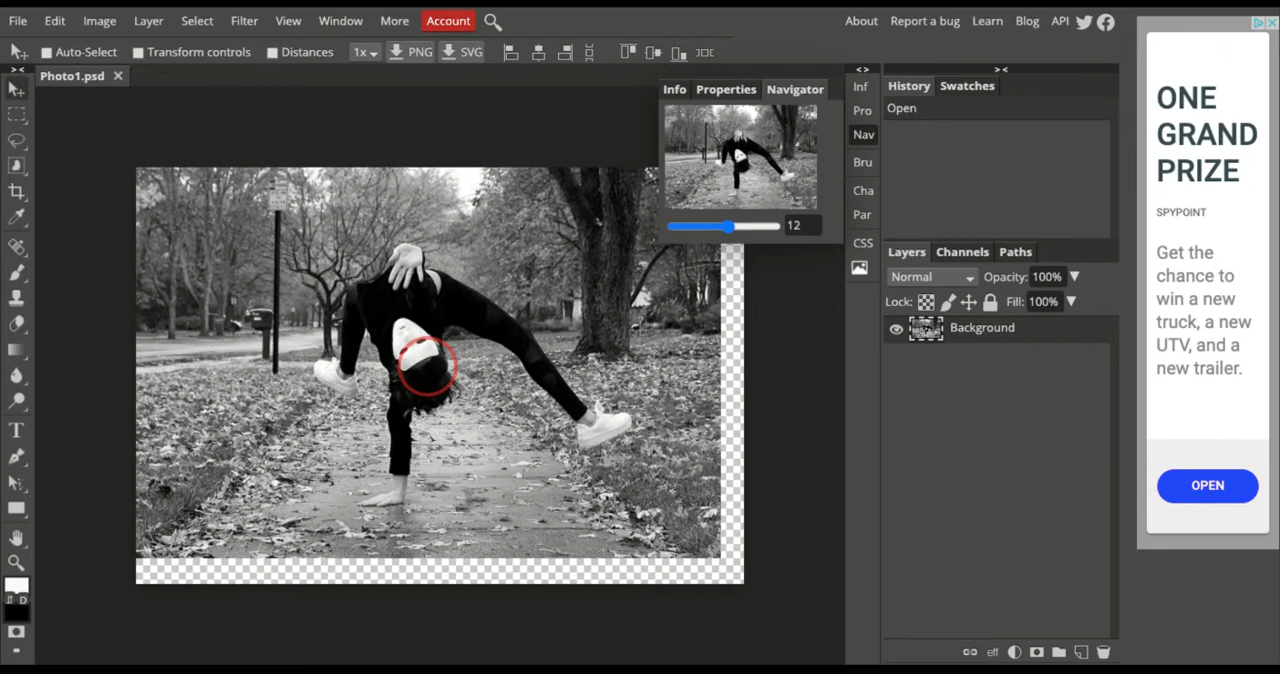 File Edit Image Layer Select Filter View Window More Account About Report a bug Learn Blog API
Auto-Select Transform controls Distances 1x PNG SVG
Photo1.psd
Info Properties Navigator
12
Inf
Pro
Nav
Bru
Cha
Par
CSS
History Swatches
Open
Layers Channels Paths
Normal Opacity: 100%
Lock: Fill: 100%
Background
eff
D
T
ONE
GRAND
PRIZE
SPYPOINT
Get the
chance to
win a new
truck, a new
UTV, and a
new trailer.
OPEN